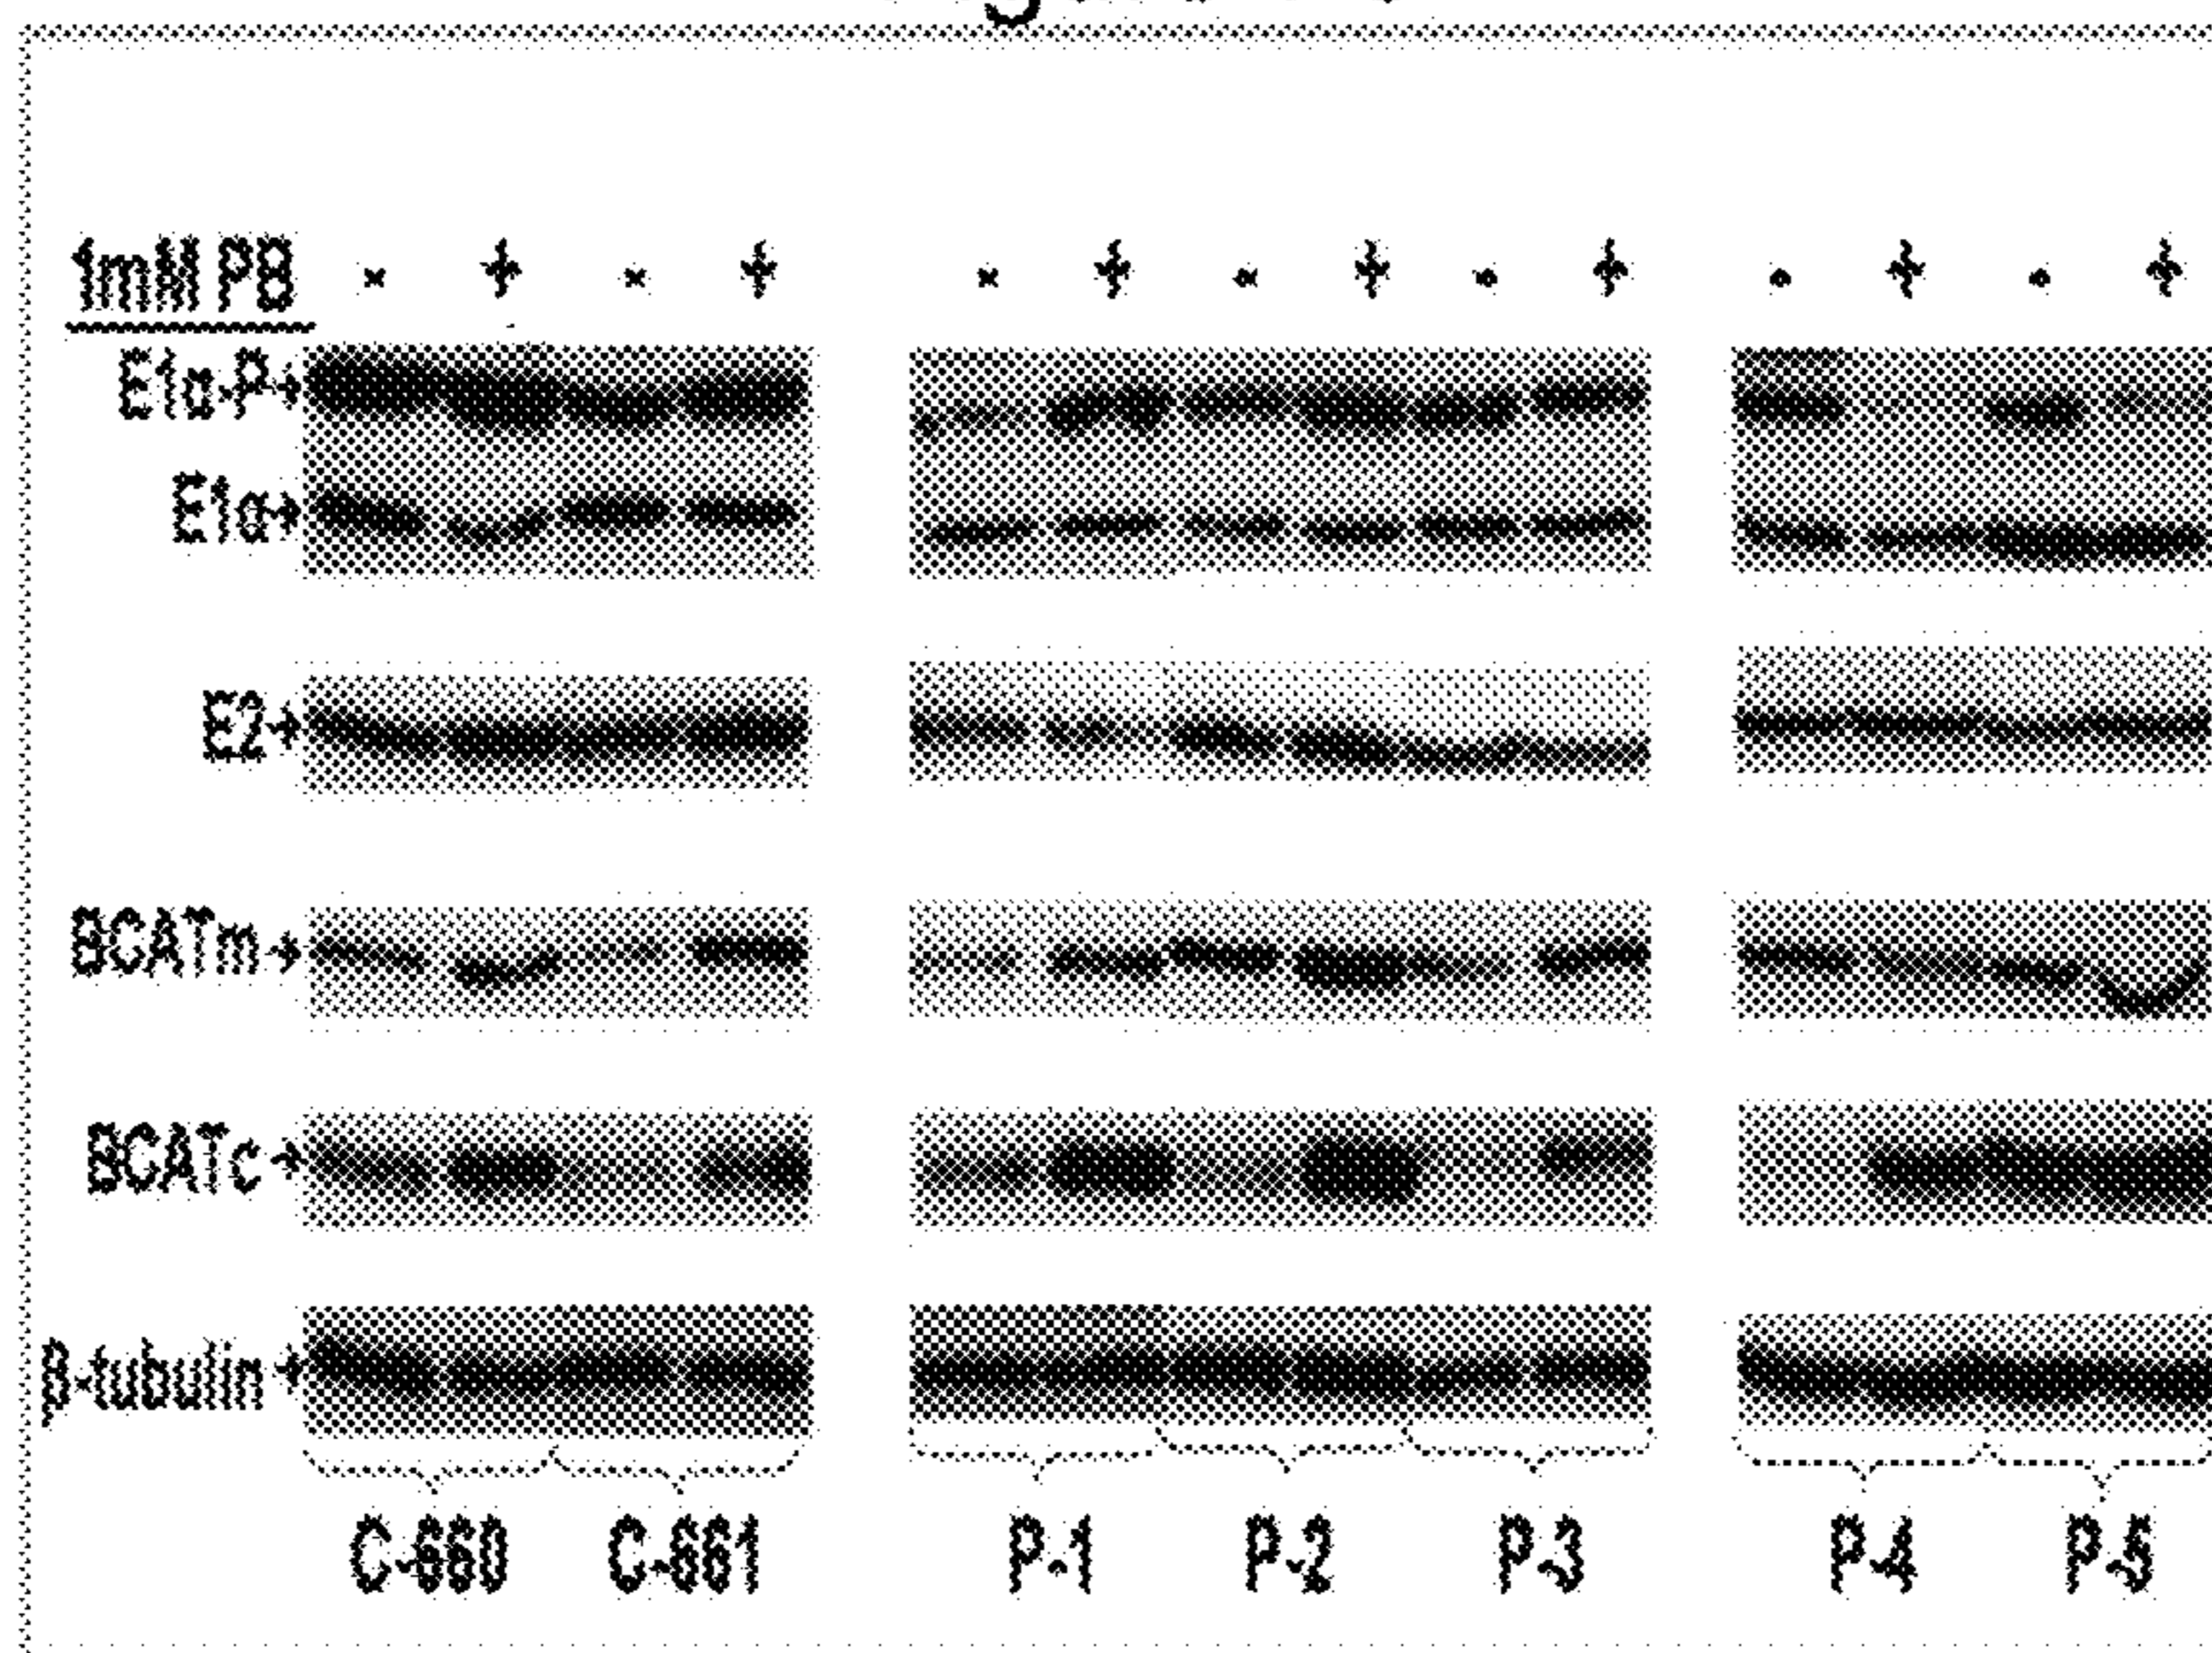 1mM PB - + - + - + - + - + - + - +
E1α-P→
E1α→
E2→
BCATm→
BCATc→
β-tubulin→
C-660 C-661 P-1 P-2 P-3 P-4 P-5